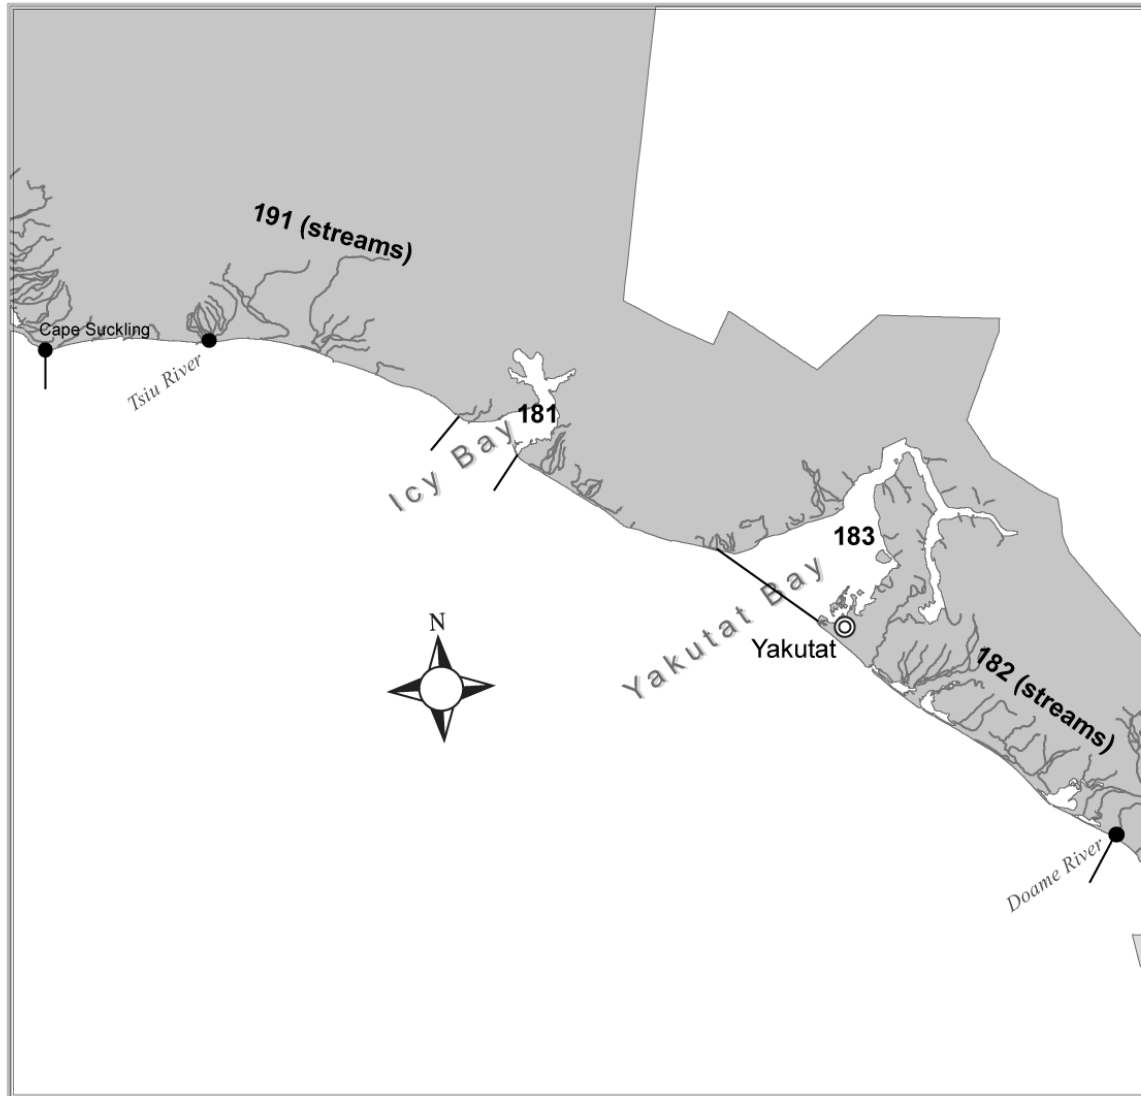 191 (streams)
Cape Suckling
Tsiu River
181
Icy Bay
183
Yakutat Bay
N
Yakutat
182 (streams)
Doame River